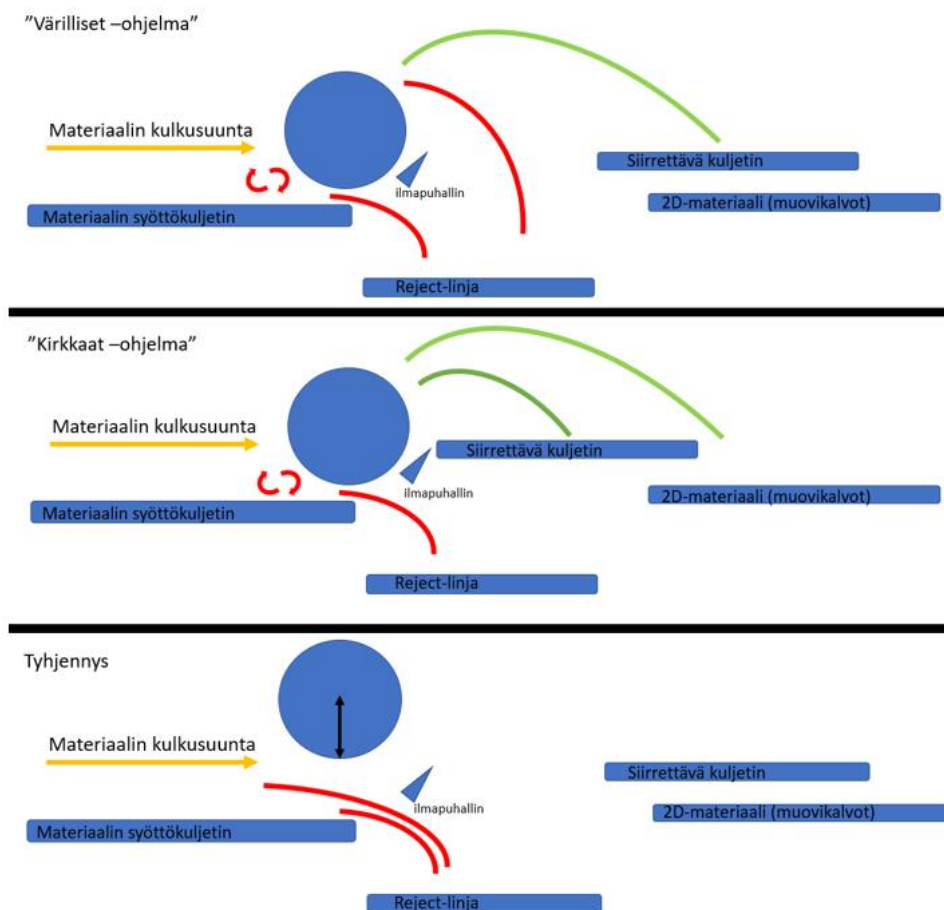 ”Värilliset –ohjelma”
Materiaalin kulkusuunta
ilmapuhallin
Siirrettävä kuljetin
2D-materiaali (muovikalvot)
Materiaalin syöttökuljetin
Reject-linja
”Kirkkaat –ohjelma”
Materiaalin kulkusuunta
Siirrettävä kuljetin
ilmapuhallin
2D-materiaali (muovikalvot)
Materiaalin syöttökuljetin
Reject-linja
Tyhjennys
Materiaalin kulkusuunta
Siirrettävä kuljetin
ilmapuhallin
2D-materiaali (muovikalvot)
Materiaalin syöttökuljetin
Reject-linja